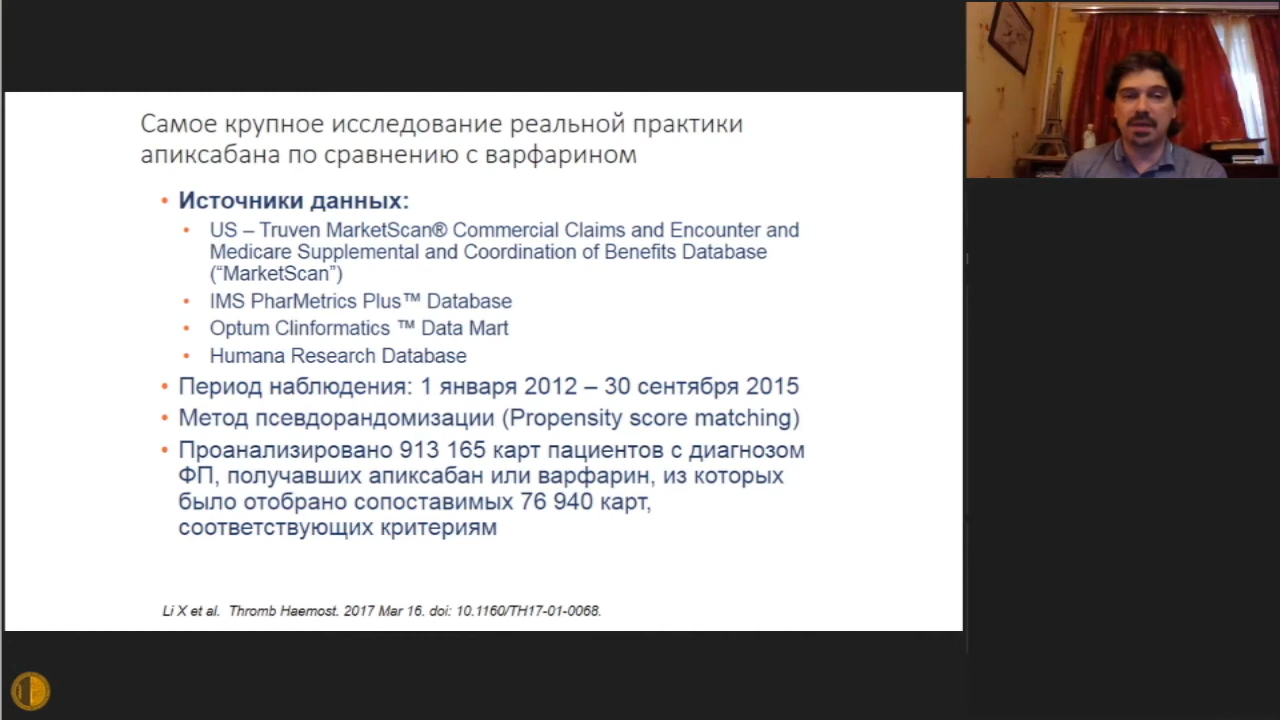 Самое крупное исследование реальной практики
апиксабана по сравнению с варфарином
• Источники данных:
• US – Truven MarketScan® Commercial Claims and Encounter and
Medicare Supplemental and Coordination of Benefits Database
(“MarketScan”)
• IMS PharMetrics Plus™ Database
• Optum Clinformatics ™ Data Mart
• Humana Research Database
• Период наблюдения: 1 января 2012 – 30 сентября 2015
• Метод псевдорандомизации (Propensity score matching)
• Проанализировано 913 165 карт пациентов с диагнозом
ФП, получавших апиксабан или варфарин, из которых
было отобрано сопоставимых 76 940 карт,
соответствующих критериям
Li X et al. Thromb Haemost. 2017 Mar 16. doi: 10.1160/TH17-01-0068.